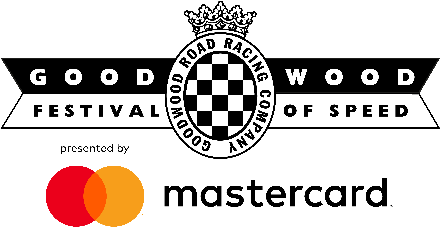 GOODWOOD ROAD RACING COMPANY
GOOD WOOD
FESTIVAL OF SPEED
presented by
mastercard